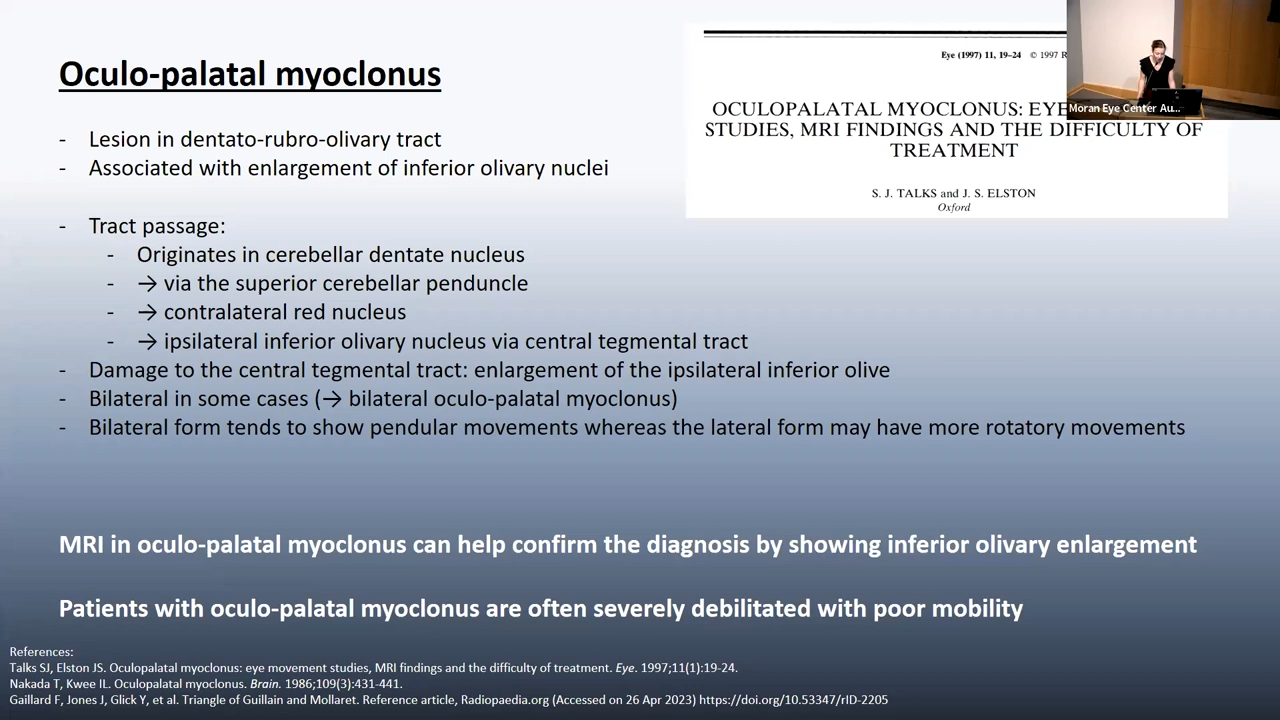 Oculo-palatal myoclonus
- Lesion in dentato-rubro-olivary tract
- Associated with enlargement of inferior olivary nuclei
- Tract passage:
- Originates in cerebellar dentate nucleus
- → via the superior cerebellar penduncle
- → contralateral red nucleus
- → ipsilateral inferior olivary nucleus via central tegmental tract
- Damage to the central tegmental tract: enlargement of the ipsilateral inferior olive
- Bilateral in some cases (→ bilateral oculo-palatal myoclonus)
- Bilateral form tends to show pendular movements whereas the lateral form may have more rotatory movements
Eye (1997) 11, 19–24 © 1997 R
OCULOPALATAL MYOCLONUS: EYE
STUDIES, MRI FINDINGS AND THE DIFFICULTY OF
TREATMENT
S. J. TALKS and J. S. ELSTON
Oxford
Moran Eye Center Au...
MRI in oculo-palatal myoclonus can help confirm the diagnosis by showing inferior olivary enlargement
Patients with oculo-palatal myoclonus are often severely debilitated with poor mobility
References:
Talks SJ, Elston JS. Oculopalatal myoclonus: eye movement studies, MRI findings and the difficulty of treatment. Eye. 1997;11(1):19-24.
Nakada T, Kwee IL. Oculopalatal myoclonus. Brain. 1986;109(3):431-441.
Gaillard F, Jones J, Glick Y, et al. Triangle of Guillain and Mollaret. Reference article, Radiopaedia.org (Accessed on 26 Apr 2023) https://doi.org/10.53347/rID-2205